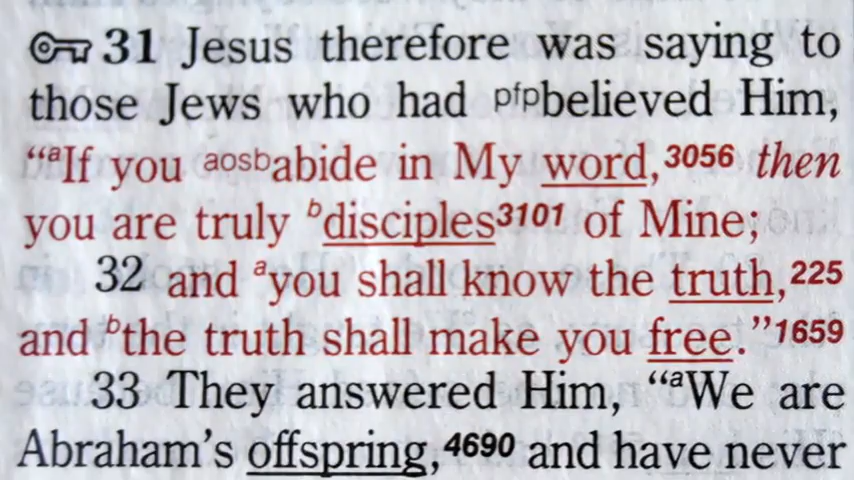 31 Jesus therefore was saying to
those Jews who had pfpbelieved Him,
“aIf you aosbabide in My word,3056 then
you are truly bdisciples3101 of Mine;
32 and ayou shall know the truth,225
and bthe truth shall make you free.”1659
33 They answered Him, “aWe are
Abraham’s offspring,4690 and have never